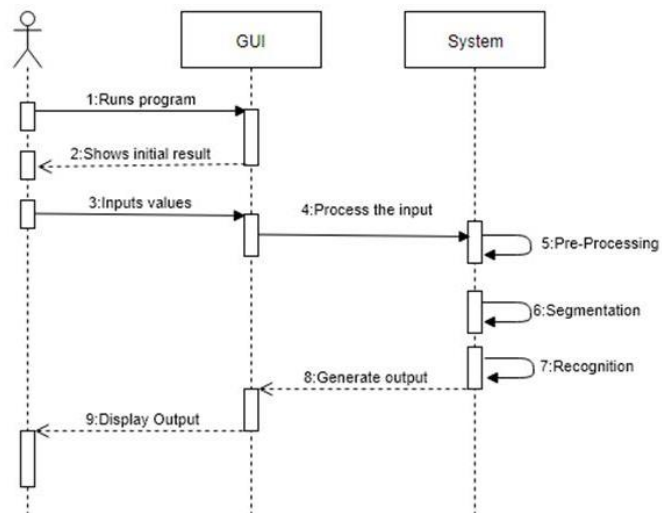 GUI
System
1:Runs program
2:Shows initial result
3:Inputs values
4:Process the input
5:Pre-Processing
6:Segmentation
7:Recognition
8:Generate output
9:Display Output